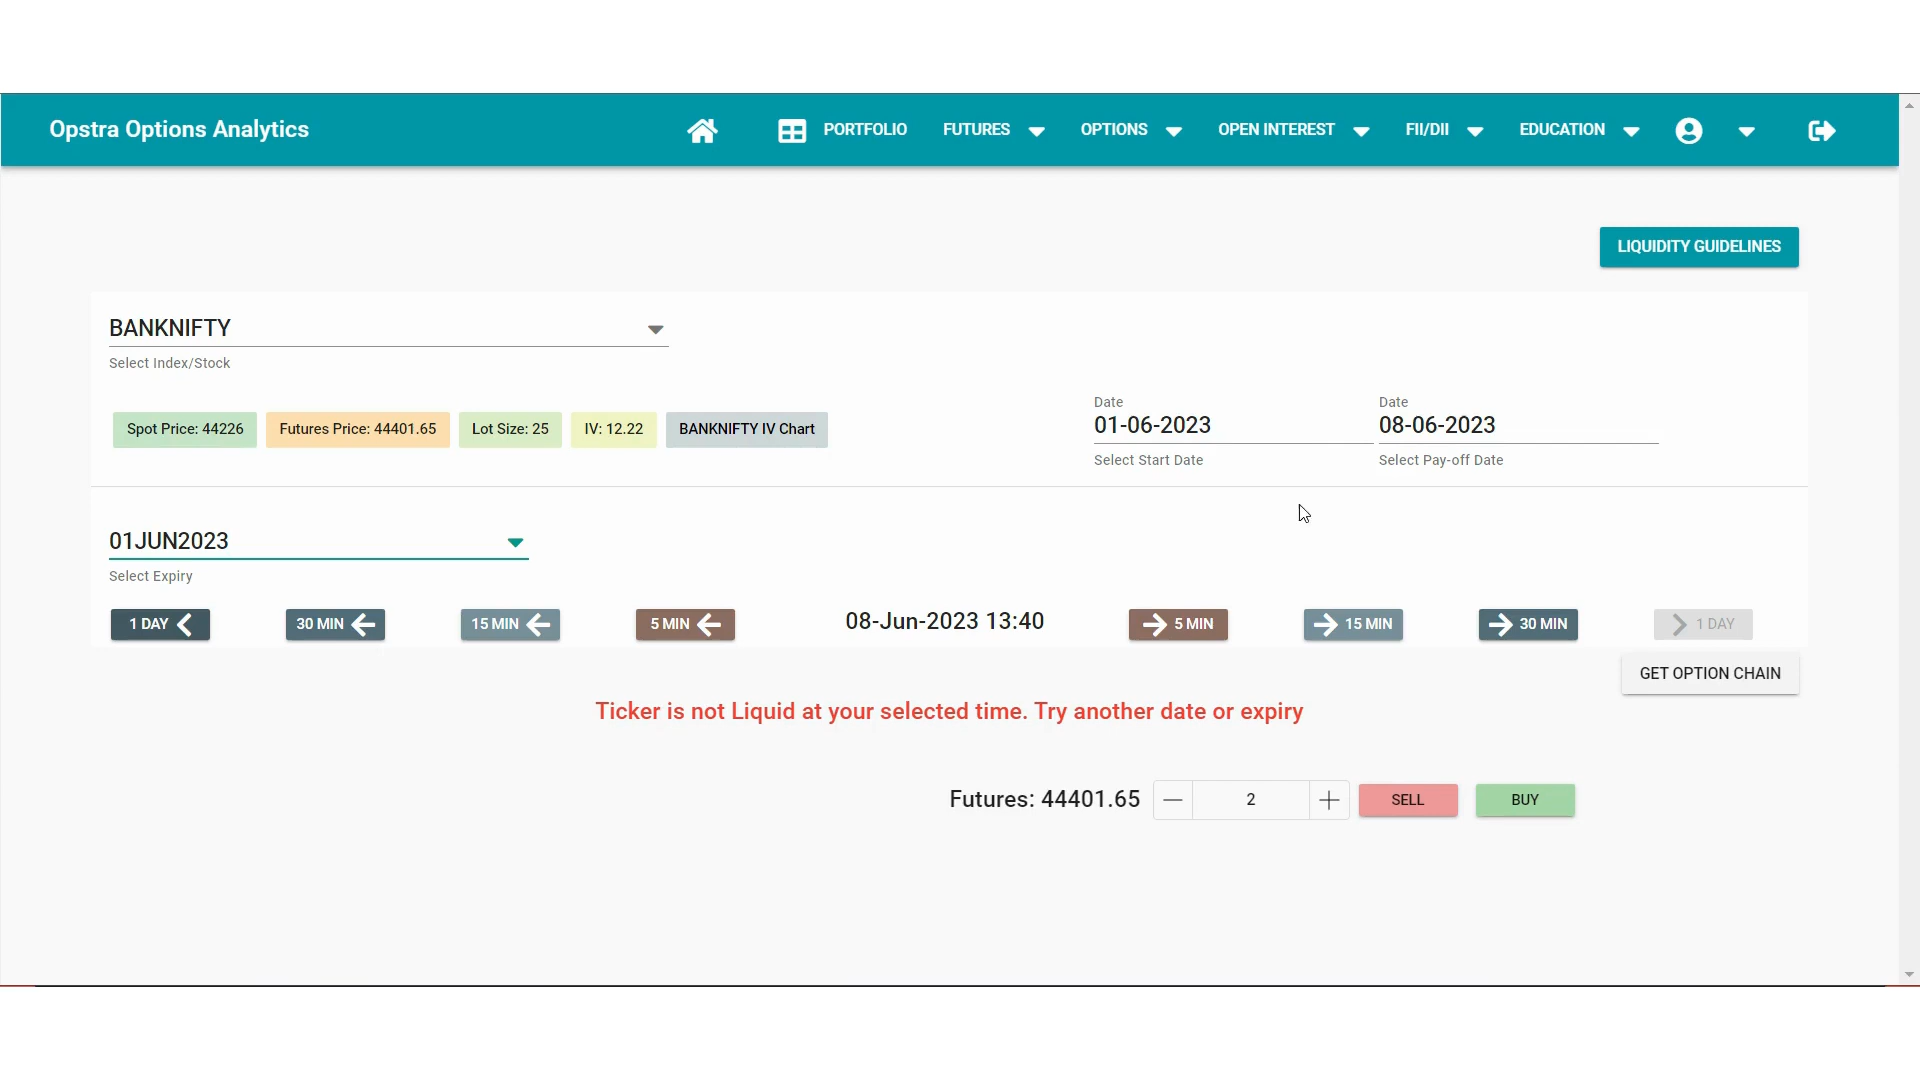 Opstra Options Analytics
PORTFOLIO FUTURES OPTIONS OPEN INTEREST FII/DII EDUCATION
LIQUIDITY GUIDELINES
BANKNIFTY
Select Index/Stock
Spot Price: 44226 Futures Price: 44401.65 Lot Size: 25 IV: 12.22 BANKNIFTY IV Chart
Date Date
01-06-2023 08-06-2023
Select Start Date Select Pay-off Date
01JUN2023
Select Expiry
1 DAY 30 MIN 15 MIN 5 MIN 08-Jun-2023 13:40 5 MIN 15 MIN 30 MIN 1 DAY
GET OPTION CHAIN
Ticker is not Liquid at your selected time. Try another date or expiry
Futures: 44401.65 2 SELL BUY